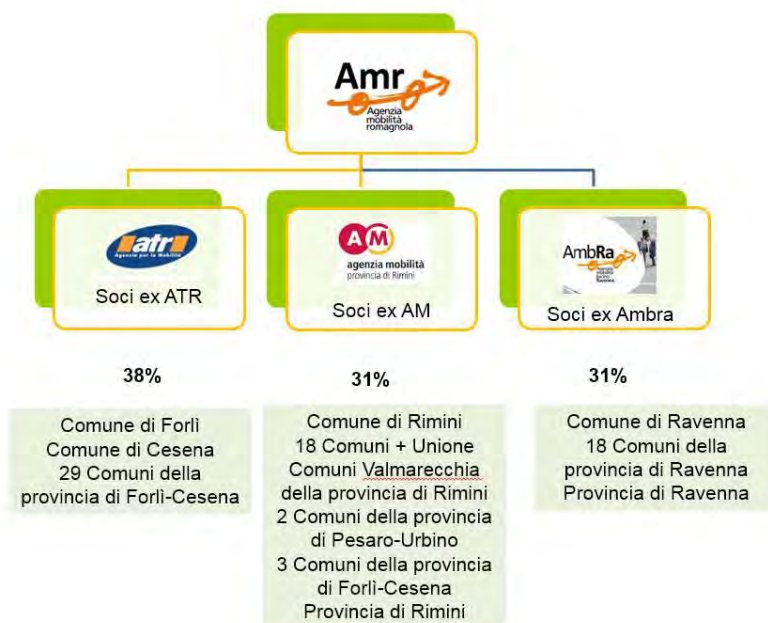 Amr
Agenzia
mobilità
romagnola
atr
Agenzia per la Mobilità
Soci ex ATR
AM
agenzia mobilità
provincia di Rimini
Soci ex AM
AmbRa
Soci ex Ambra
38%
31%
31%
Comune di Forlì
Comune di Cesena
29 Comuni della
provincia di Forlì-Cesena
Comune di Rimini
18 Comuni + Unione
Comuni Valmarecchia
della provincia di Rimini
2 Comuni della provincia
di Pesaro-Urbino
3 Comuni della provincia
di Forlì-Cesena
Provincia di Rimini
Comune di Ravenna
18 Comuni della
provincia di Ravenna
Provincia di Ravenna